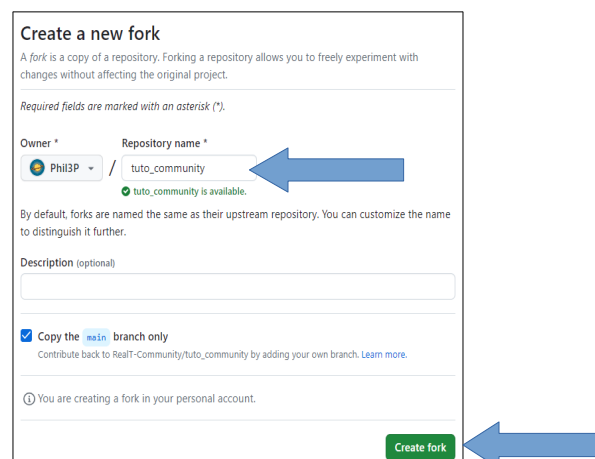 Create a new fork
A fork is a copy of a repository. Forking a repository allows you to freely experiment with
changes without affecting the original project.
Required fields are marked with an asterisk (*).
Owner * Repository name *
Phil3P / tuto_community
tuto_community is available.
By default, forks are named the same as their upstream repository. You can customize the name
to distinguish it further.
Description (optional)
Copy the main branch only
Contribute back to RealT-Community/tuto_community by adding your own branch. Learn more.
You are creating a fork in your personal account.
Create fork